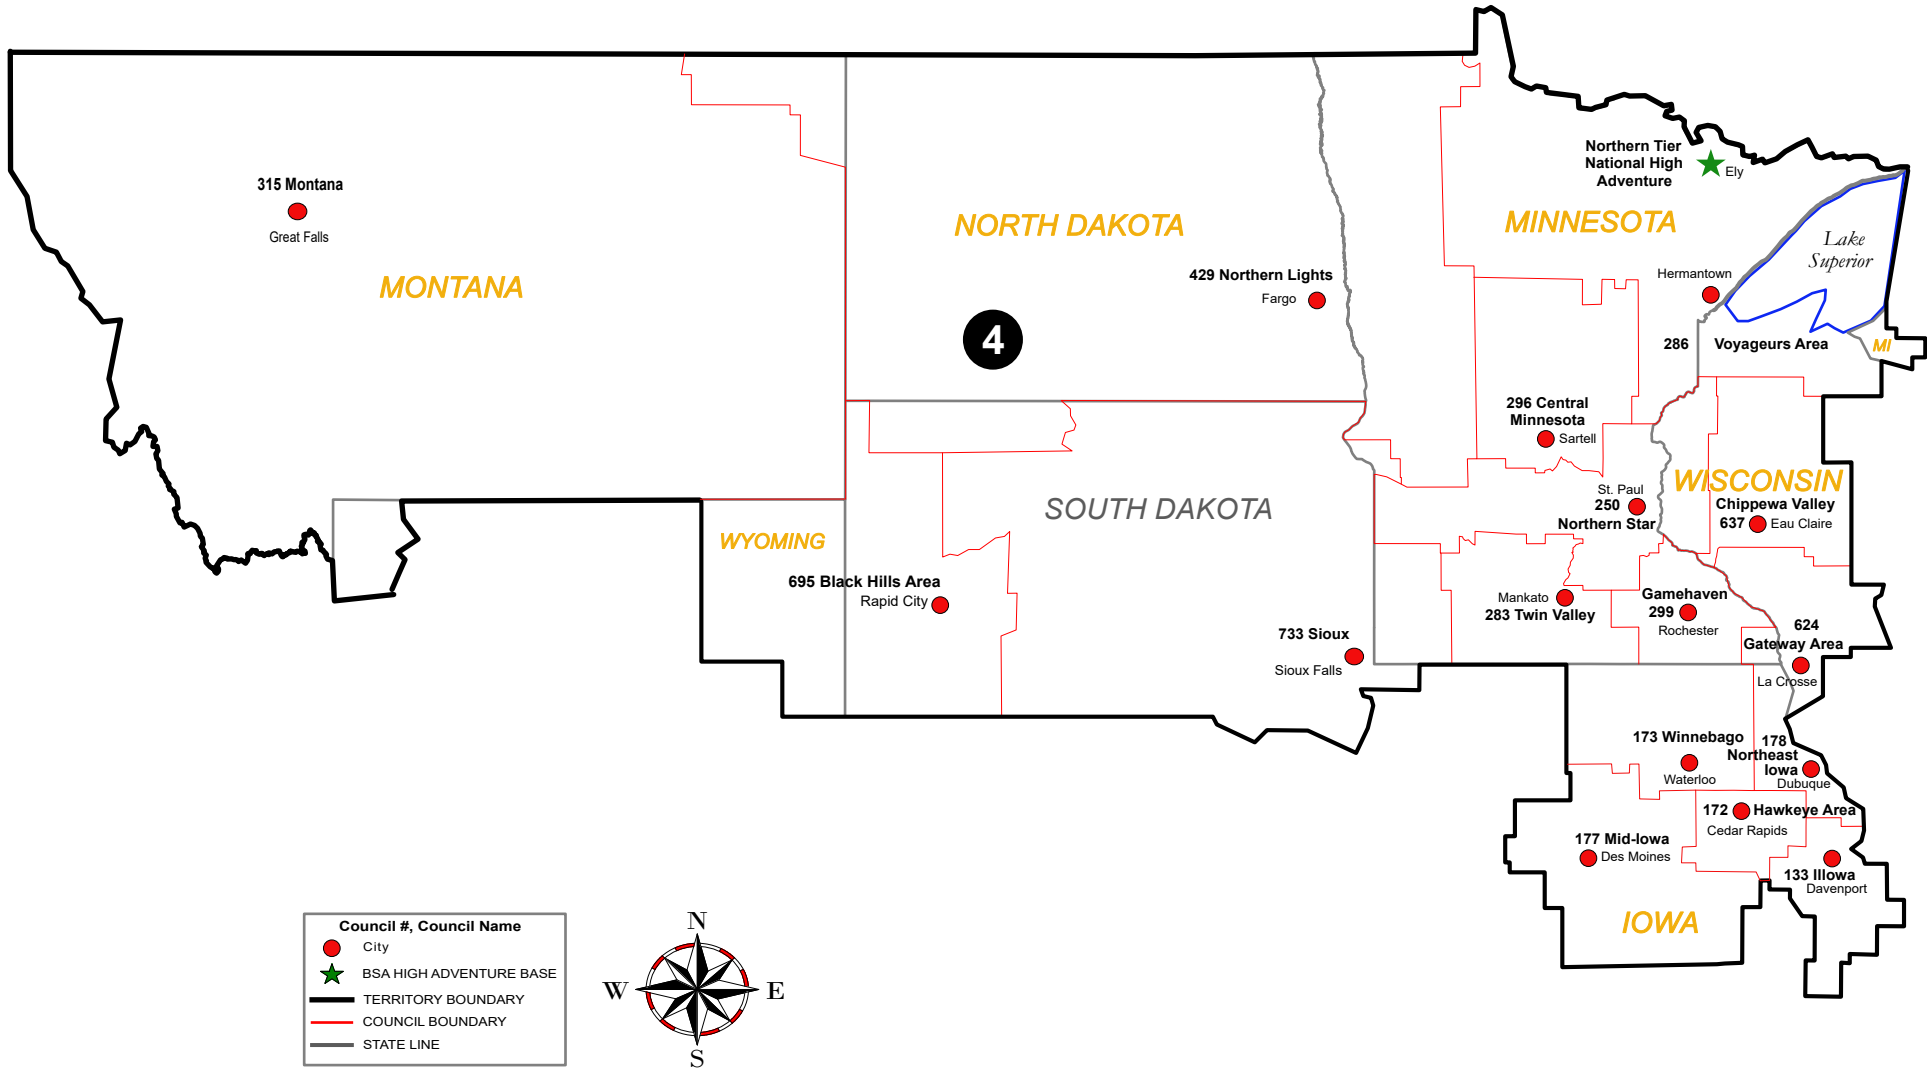 315 Montana
Great Falls
MONTANA
NORTH DAKOTA
429 Northern Lights
Fargo
4
Northern Tier
National High
Adventure
Ely
MINNESOTA
Lake
Superior
Hermantown
286
Voyageurs Area
MI
296 Central
Minnesota
Sartell
WISCONSIN
St. Paul
250
Northern Star
Chippewa Valley
637
Eau Claire
SOUTH DAKOTA
WYOMING
695 Black Hills Area
Rapid City
Mankato
283 Twin Valley
Gamehaven
299
Rochester
733 Sioux
Sioux Falls
624
Gateway Area
La Crosse
173 Winnebago
Waterloo
178
Northeast
Iowa
Dubuque
172
Hawkeye Area
Cedar Rapids
177 Mid-Iowa
Des Moines
133 Illowa
Davenport
IOWA
Council #, Council Name
City
BSA HIGH ADVENTURE BASE
TERRITORY BOUNDARY
COUNCIL BOUNDARY
STATE LINE
N
W
E
S